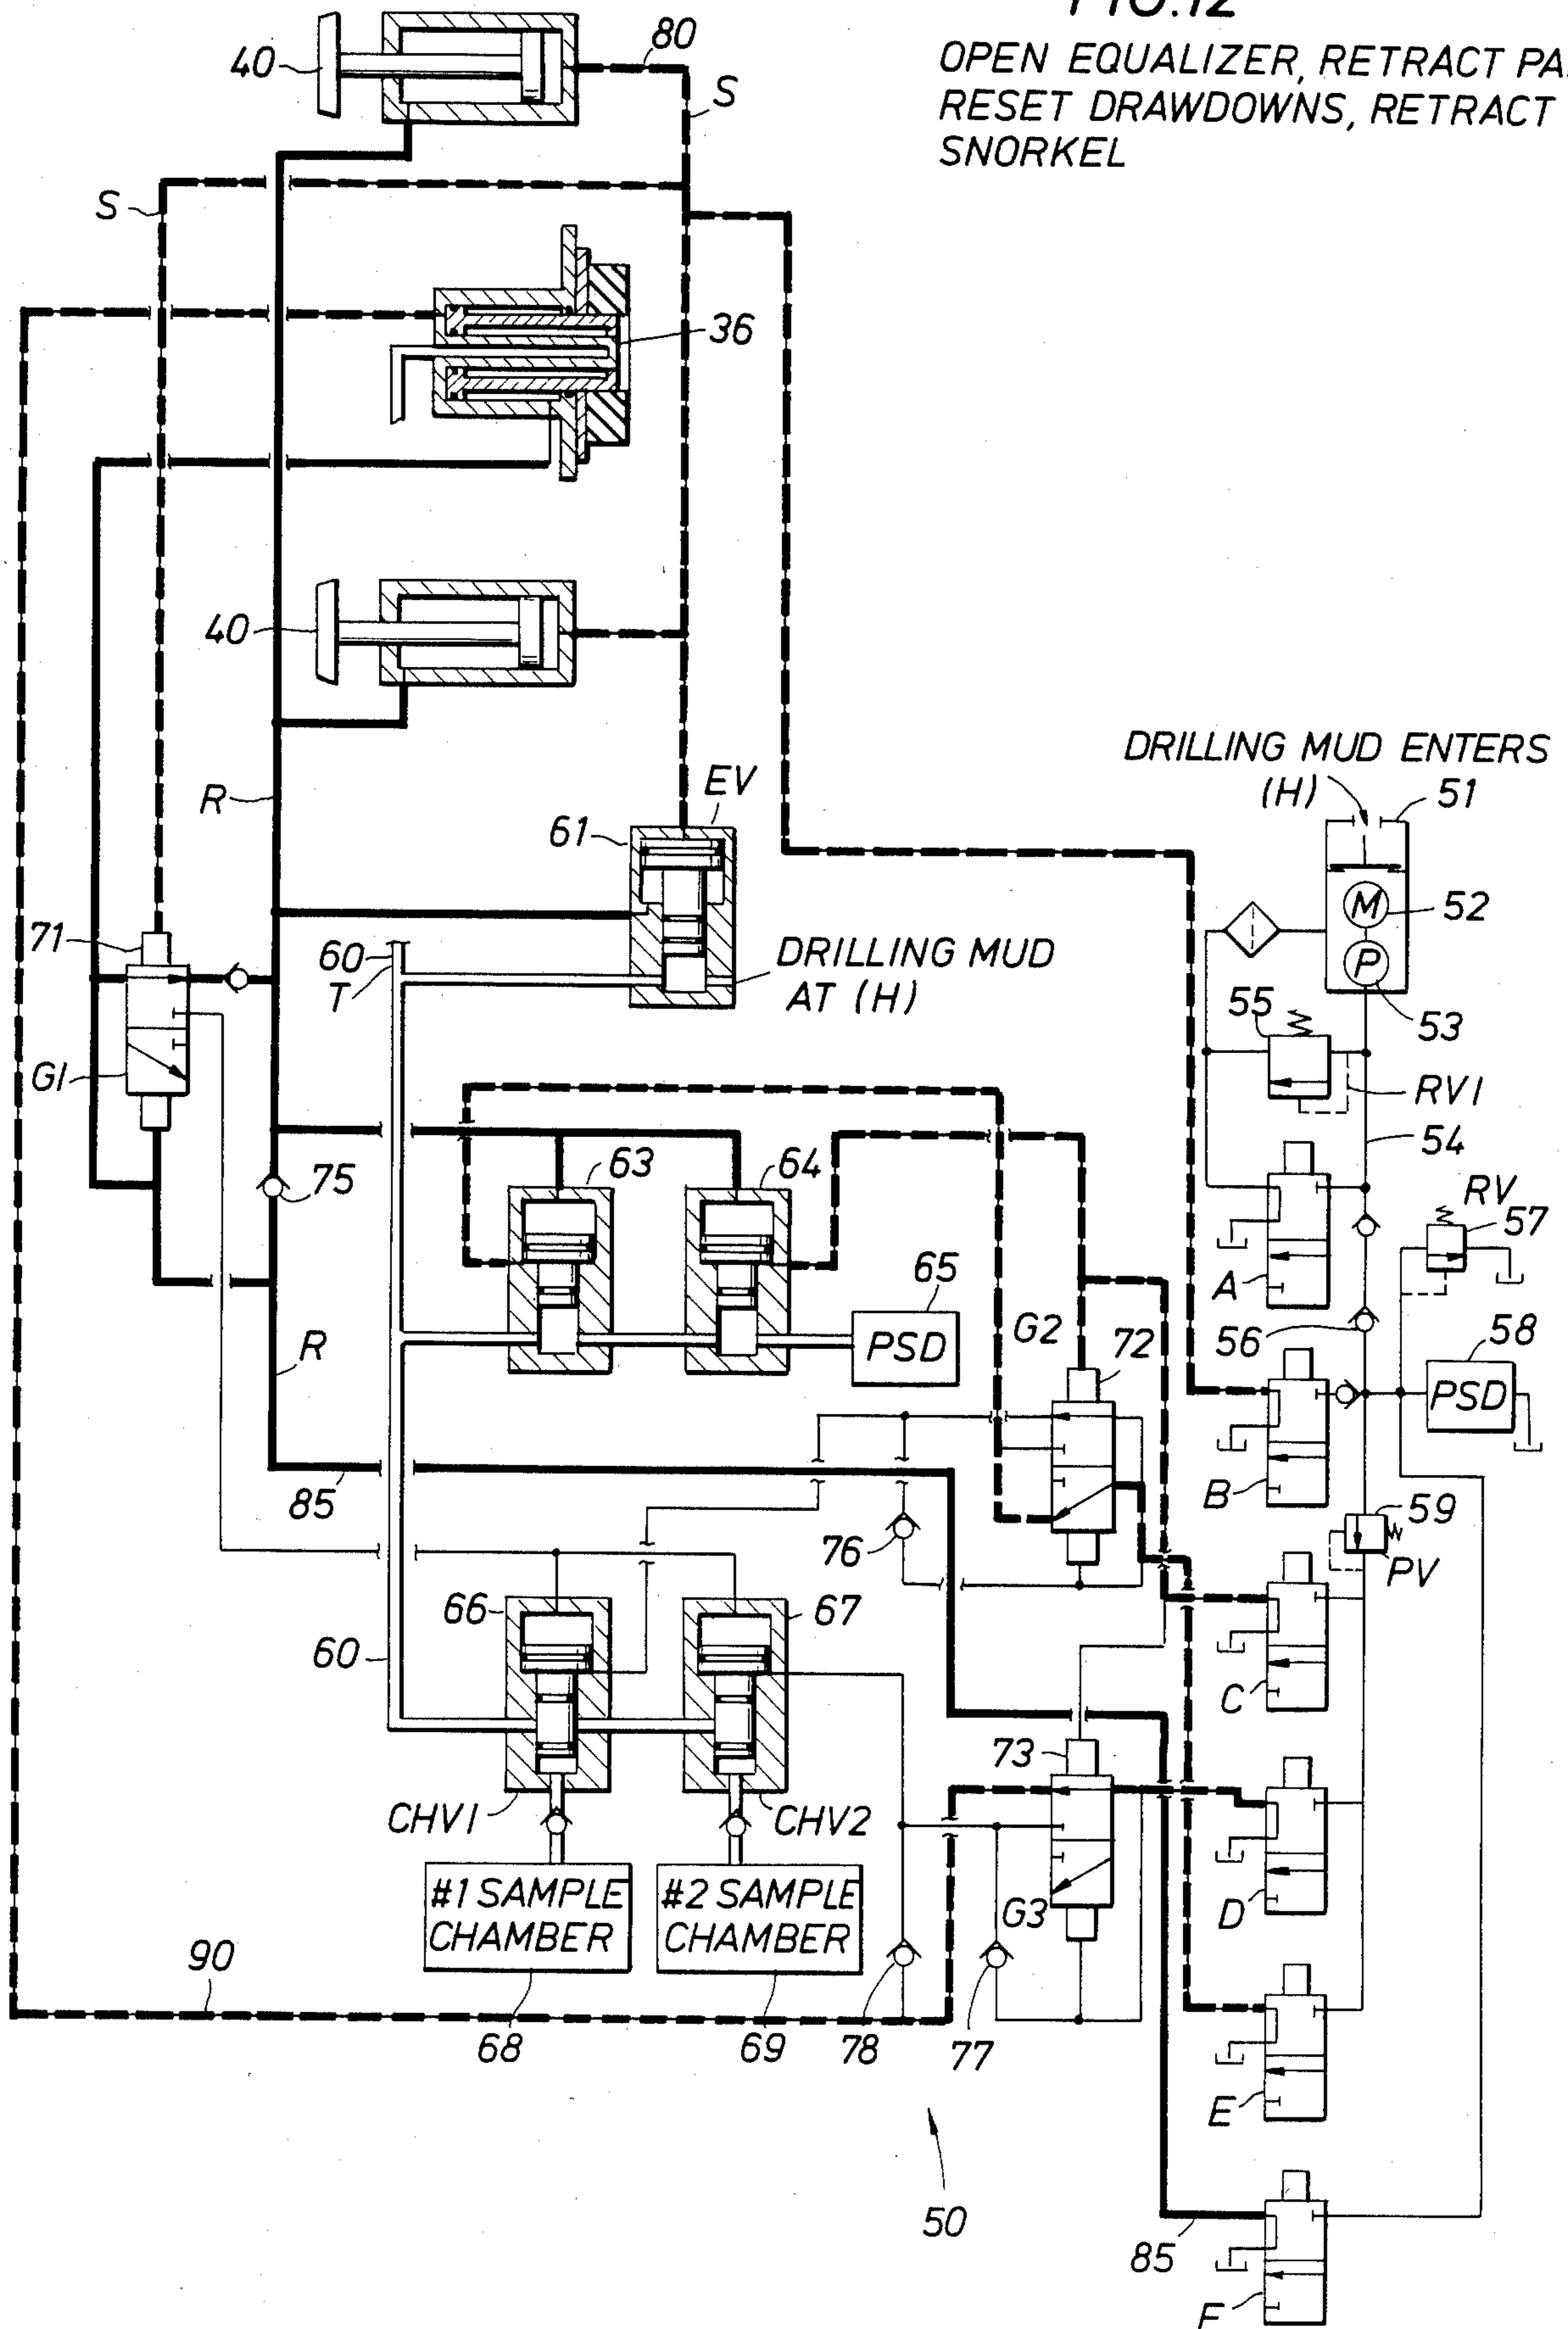 FIG.12
OPEN EQUALIZER, RETRACT
RESET DRAWDOWNS, RETRACT
SNORKEL
80
40
S
S
36
40
DRILLING MUD ENTERS
(H)
51
R
EV
61
52
M
71
60
T
DRILLING MUD
AT (H)
P
53
55
G1
RV1
54
75
63
64
RV
57
65
A
PSD
G2
72
56
58
PSD
R
B
85
59
76
PV
66
67
60
C
73
CHV1
CHV2
#1 SAMPLE
CHAMBER
#2 SAMPLE
CHAMBER
G3
D
90
68
69
78
77
E
50
85
F